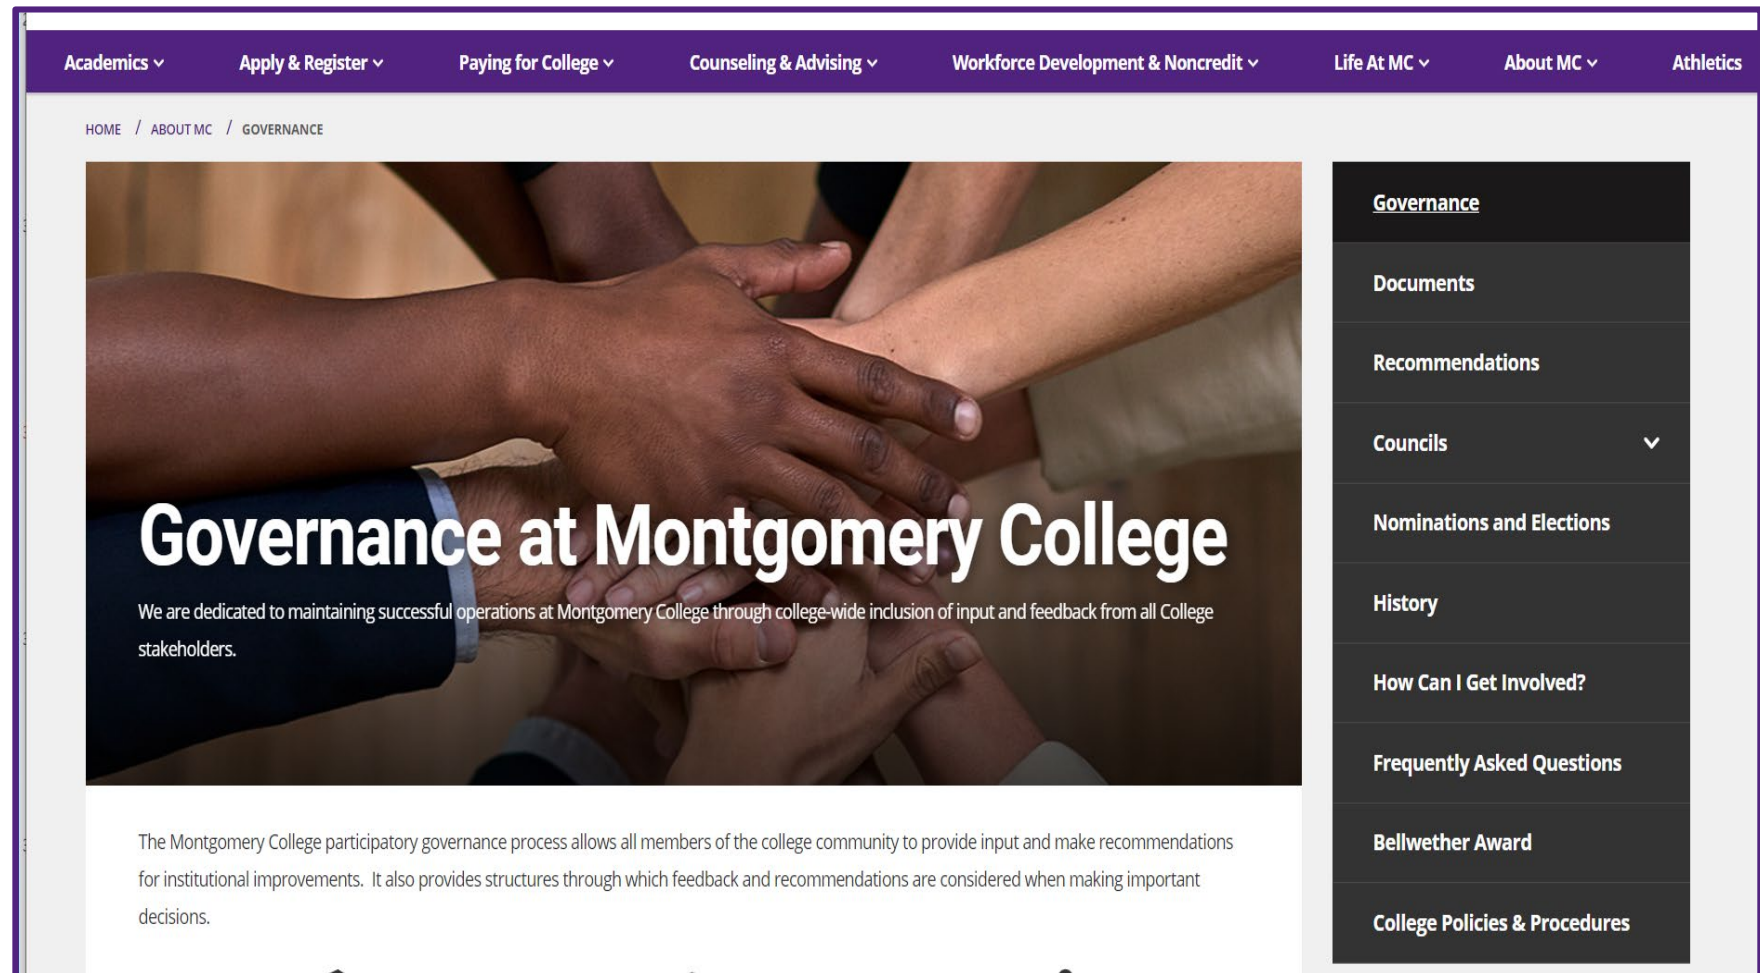 Academics Apply & Register Paying for College Counseling & Advising Workforce Development & Noncredit Life At MC About MC Athletics
HOME / ABOUT MC / GOVERNANCE
Governance at Montgomery College
We are dedicated to maintaining successful operations at Montgomery College through college-wide inclusion of input and feedback from all College
stakeholders.
The Montgomery College participatory governance process allows all members of the college community to provide input and make recommendations
for institutional improvements. It also provides structures through which feedback and recommendations are considered when making important
decisions.
Governance
Documents
Recommendations
Councils
Nominations and Elections
History
How Can I Get Involved?
Frequently Asked Questions
Bellwether Award
College Policies & Procedures